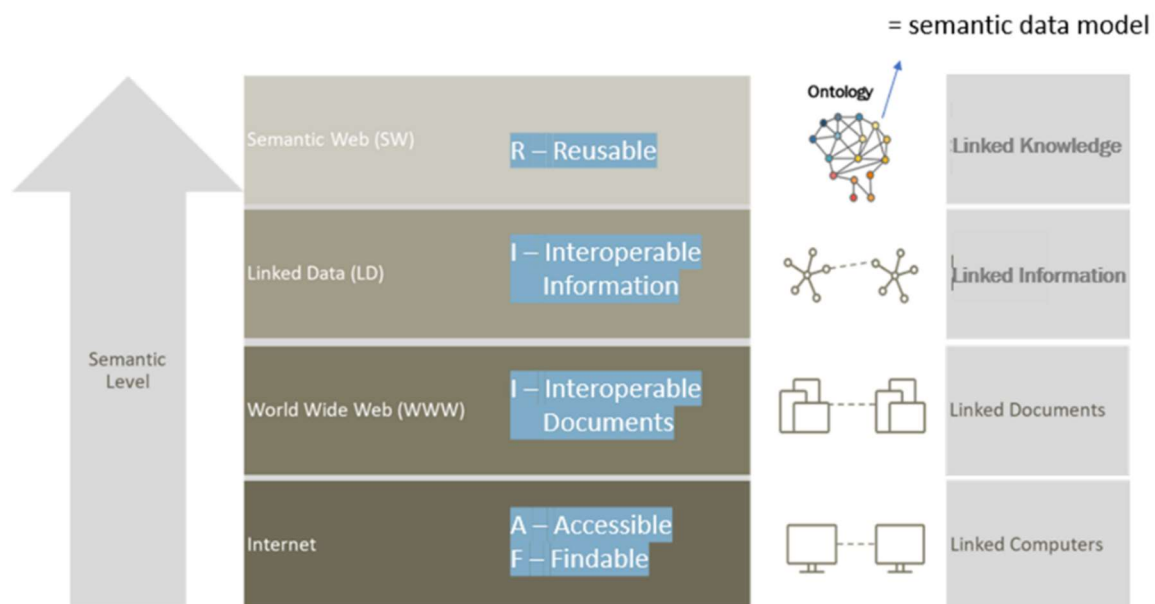 = semantic data model
Ontology
Semantic Web (SW)
R – Reusable
Linked Knowledge
Linked Data (LD)
I – Interoperable
Information
Linked Information
Semantic
Level
World Wide Web (WWW)
I – Interoperable
Documents
Linked Documents
Internet
A – Accessible
F – Findable
Linked Computers